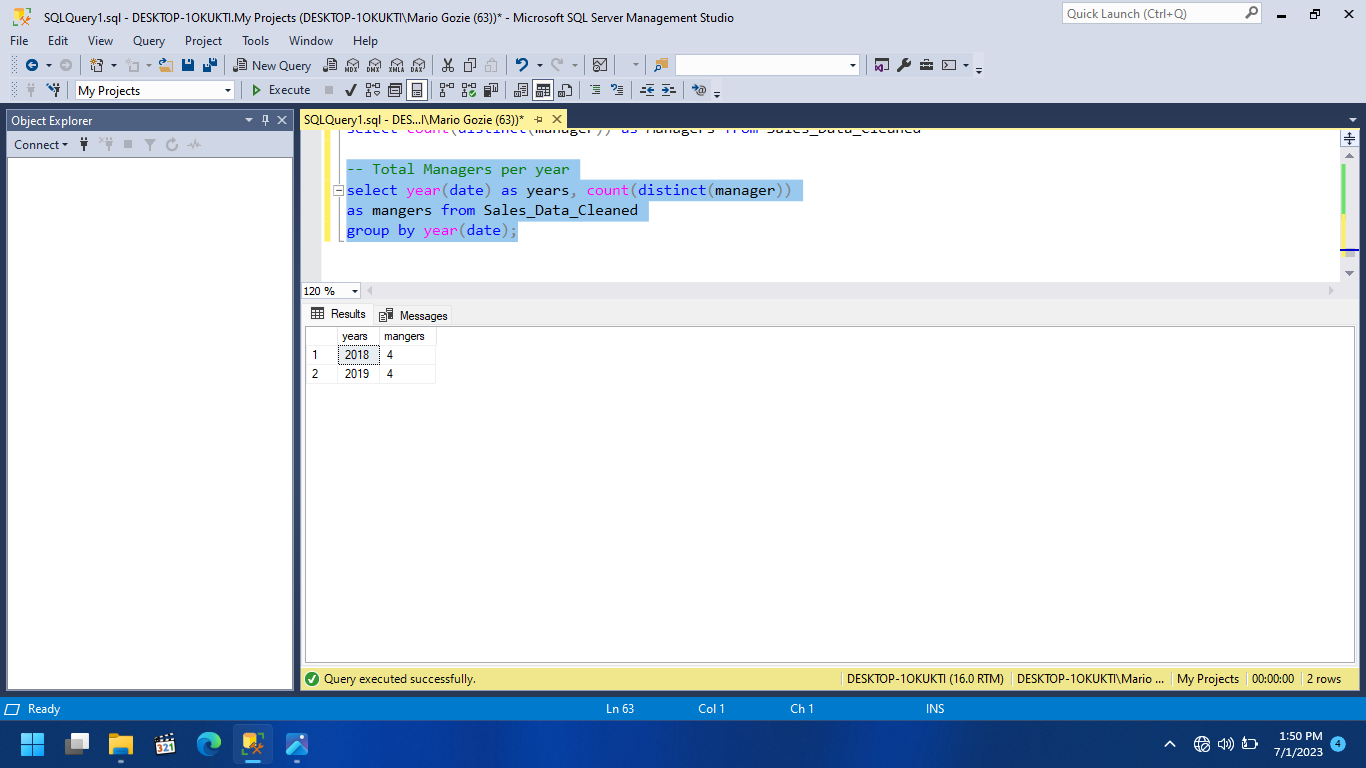 SQLQuery1.sql - DESKTOP-1OKUKTI.My Projects (DESKTOP-1OKUKTI\Mario Gozie (63))* - Microsoft SQL Server Management Studio
Quick Launch (Ctrl+Q)
File Edit View Query Project Tools Window Help
New Query MDX DMX XMLA DAX
My Projects Execute
Object Explorer
SQLQuery1.sql - DES...I\Mario Gozie (63))*
Connect
select count(distinct(manager)) as Managers from Sales_Data_Cleaned
-- Total Managers per year
select year(date) as years, count(distinct(manager))
as mangers from Sales_Data_Cleaned
group by year(date);
120 %
Results Messages
years mangers
1 2018 4
2 2019 4
Query executed successfully.
DESKTOP-1OKUKTI (16.0 RTM) DESKTOP-1OKUKTI\Mario ... My Projects 00:00:00 2 rows
Ready Ln 63 Col 1 Ch 1 INS
321
1:50 PM
7/1/2023
4